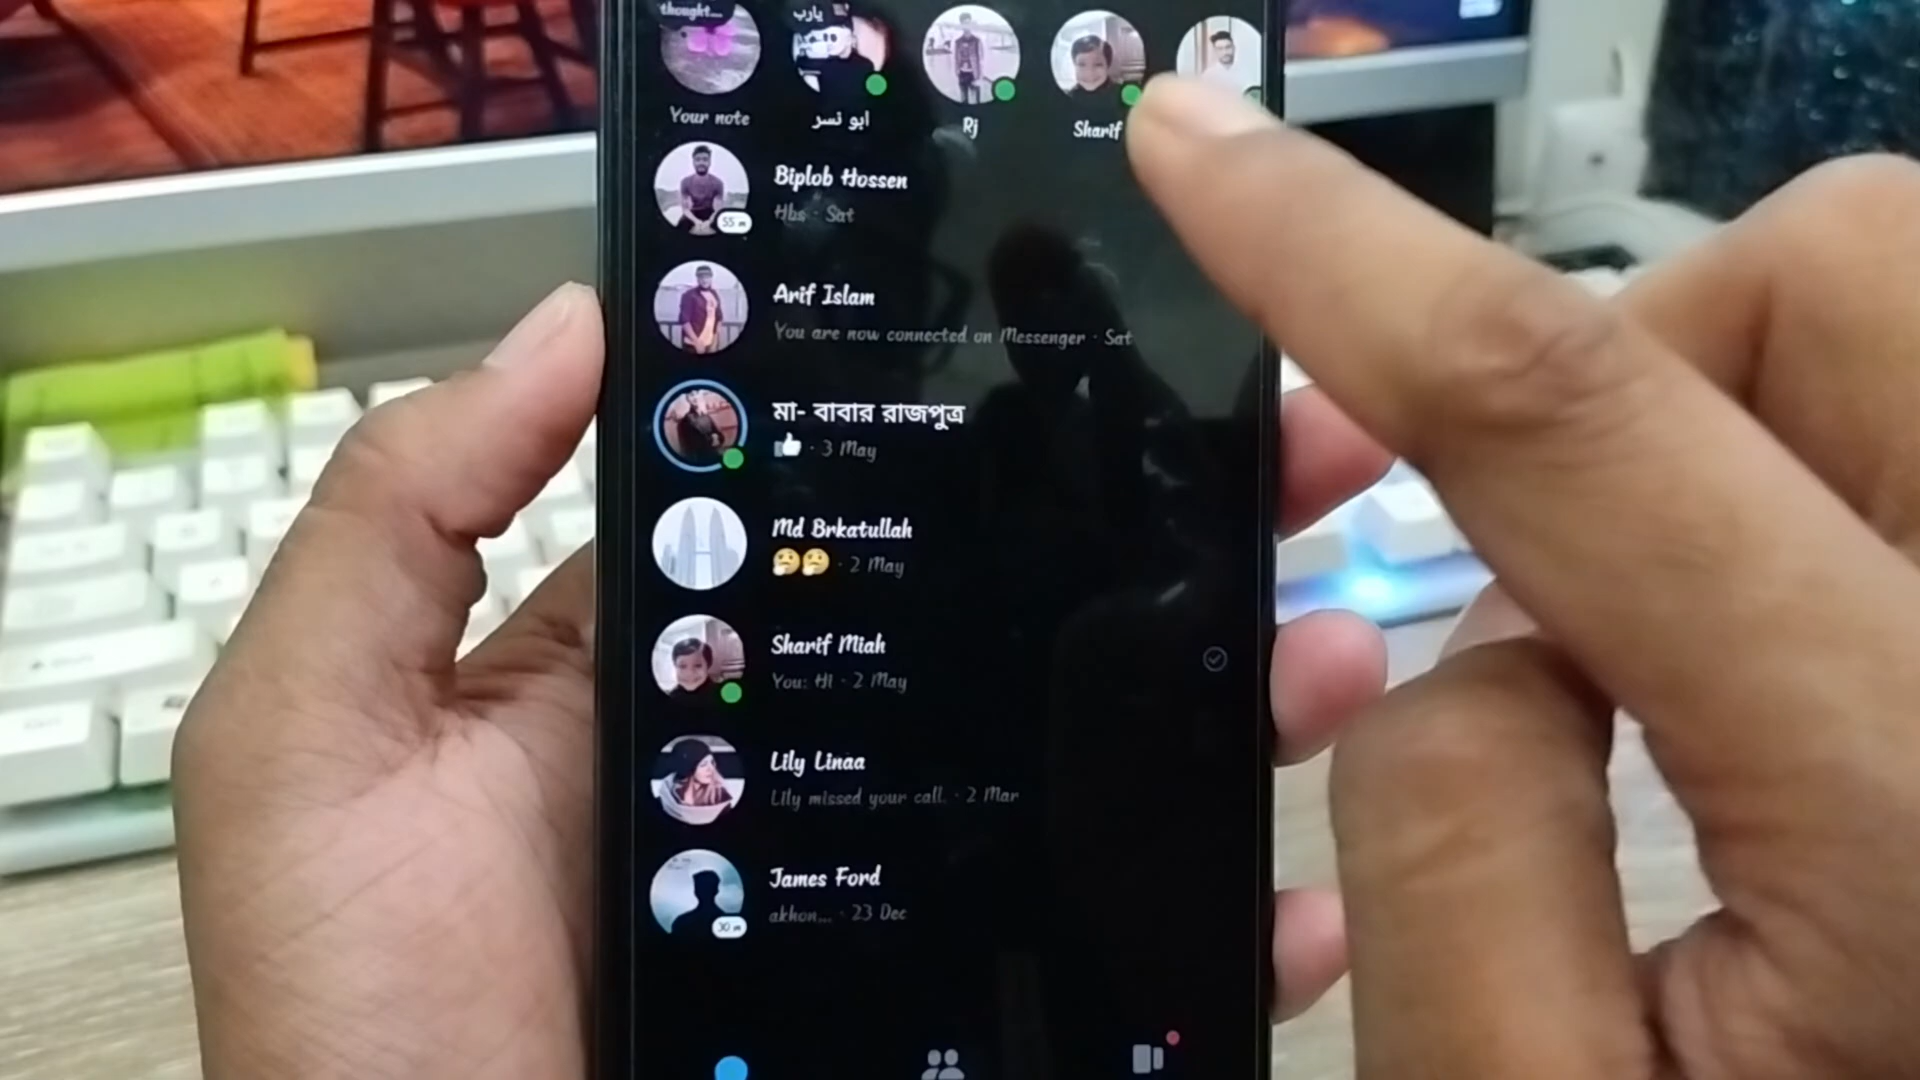 thought...
يارب
Your note
ابو نسر
Rj
Sharif
Biplob Hossen
Hbs · Sat
55 m
Arif Islam
You are now connected on Messenger · Sat
মা- বাবার রাজপুত্র
· 3 May
Md Brkatullah
· 2 May
Sharif Miah
You: Hi · 2 May
Lily Linaa
Lily missed your call. · 2 Mar
James Ford
akhon... · 23 Dec
30 m